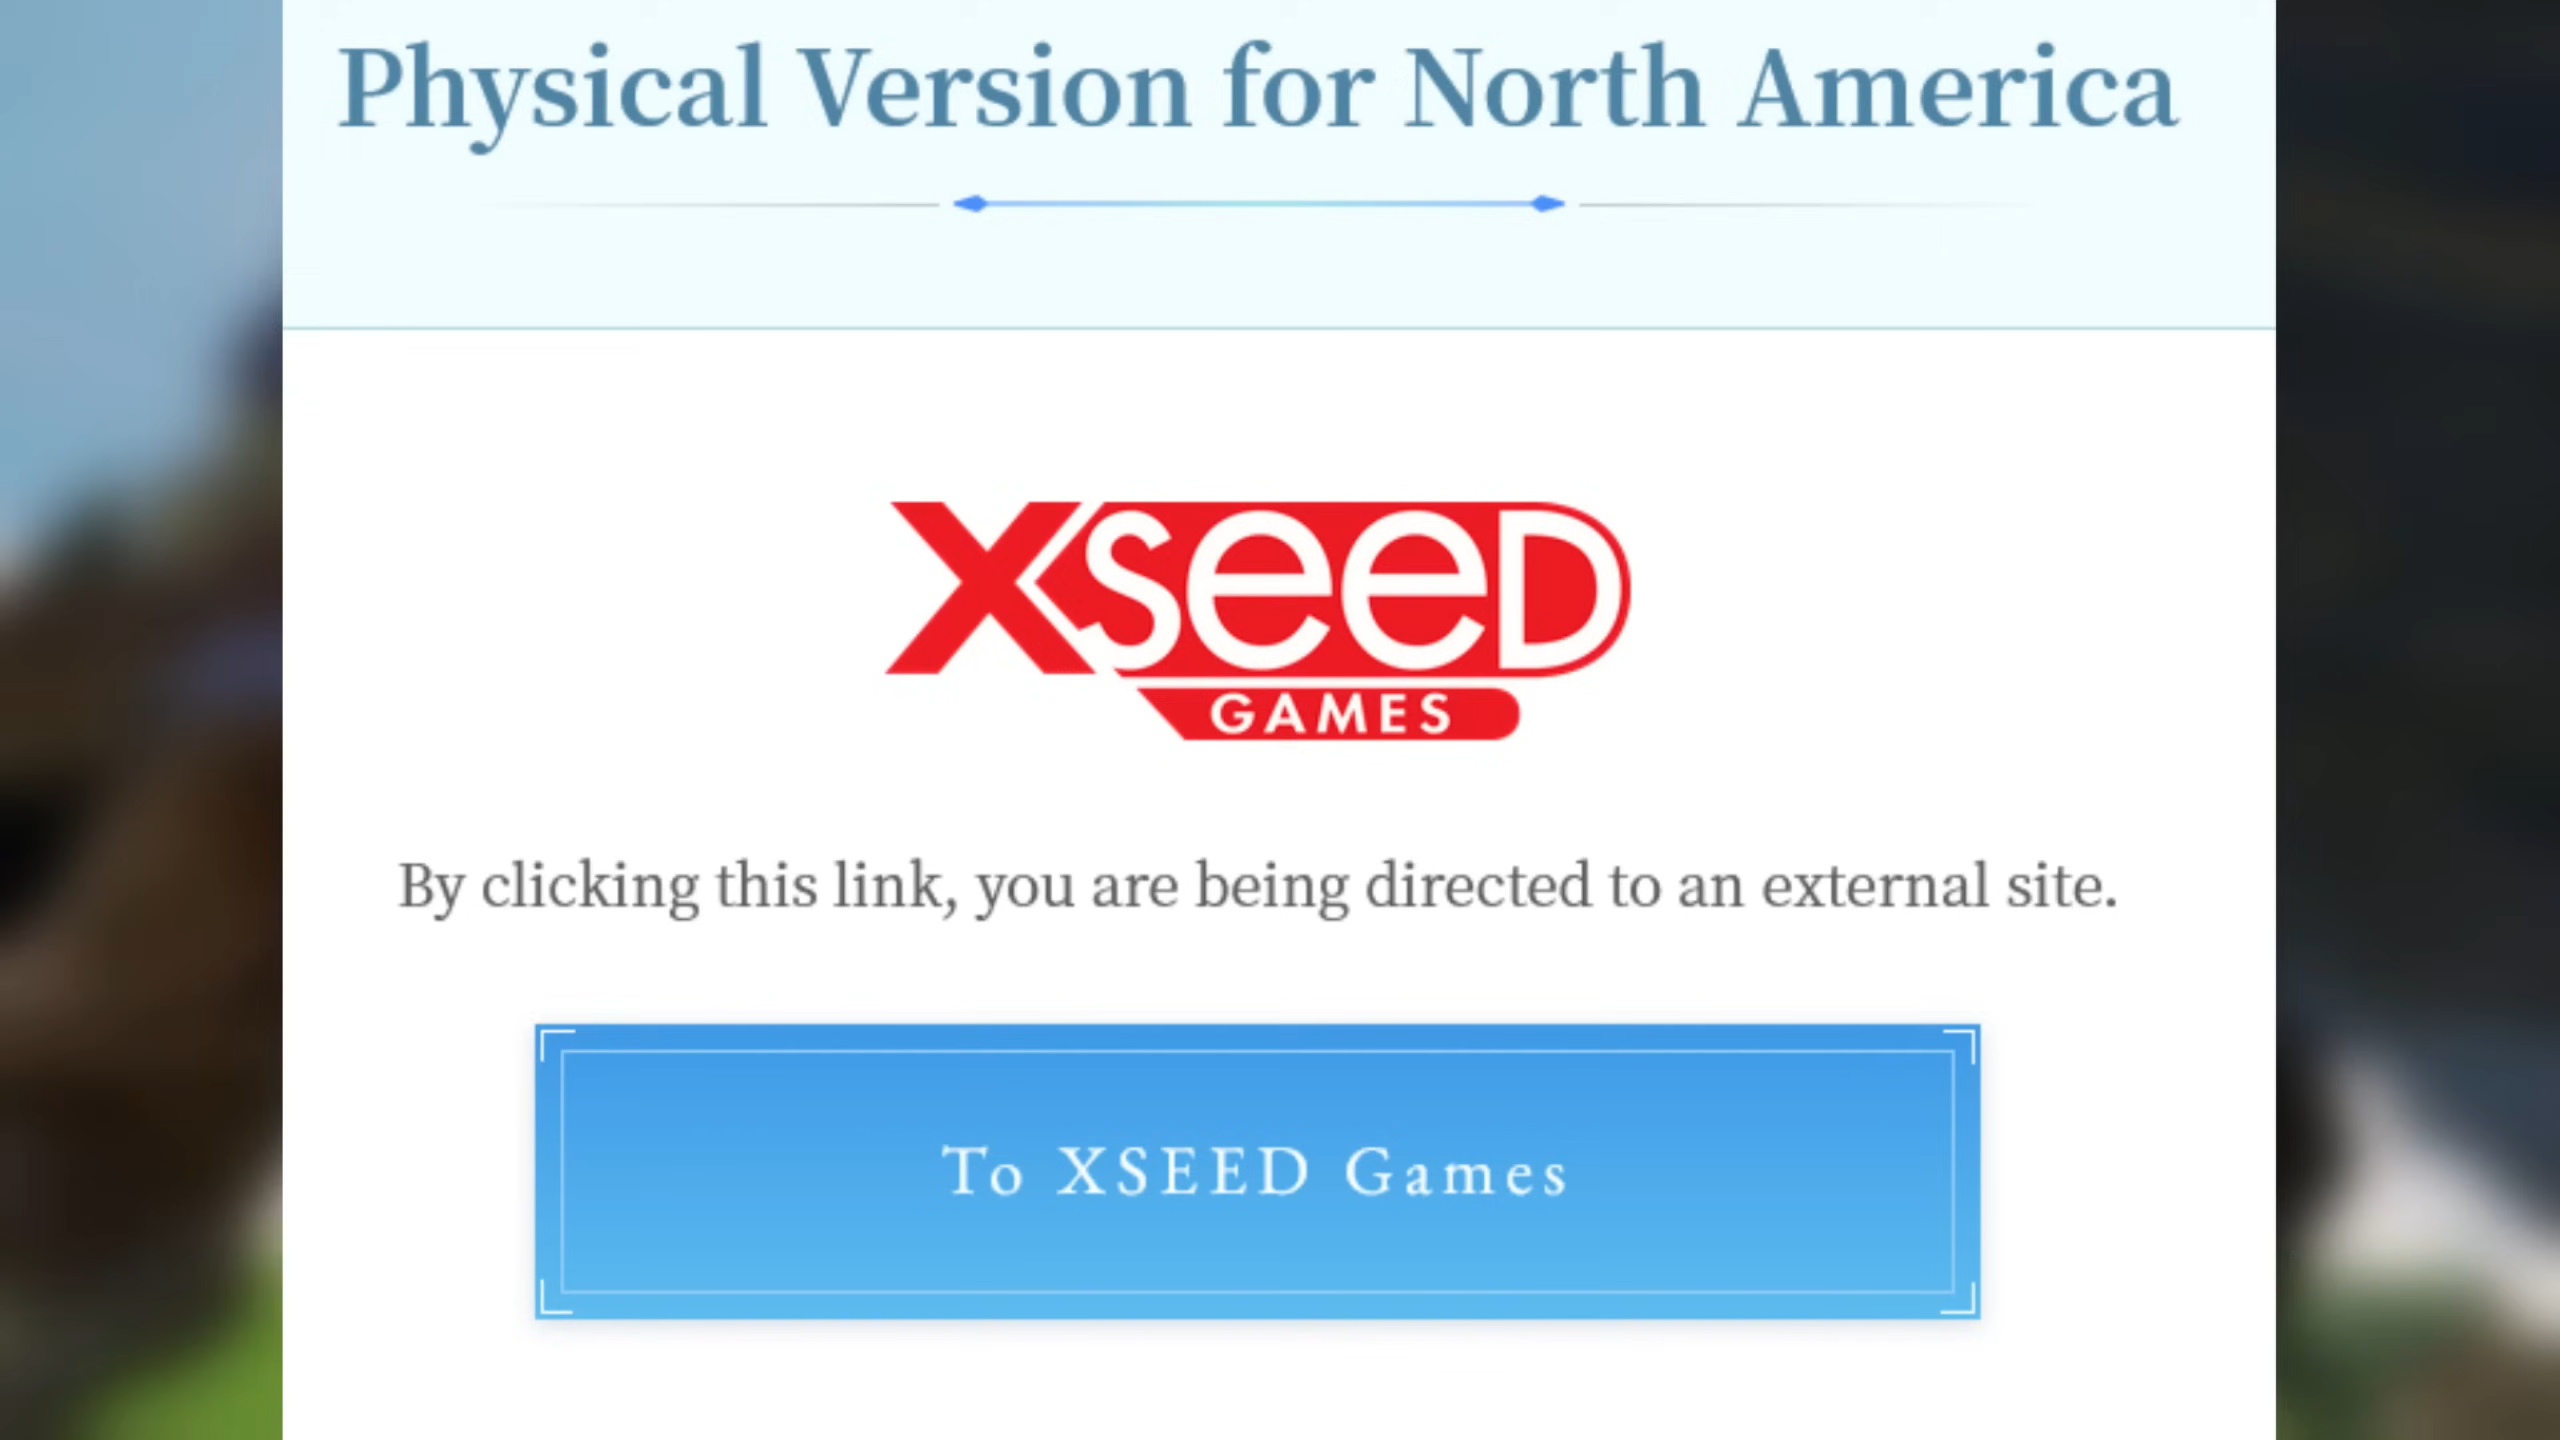 Physical Version for North America
XSEED
GAMES
By clicking this link, you are being directed to an external site.
To XSEED Games